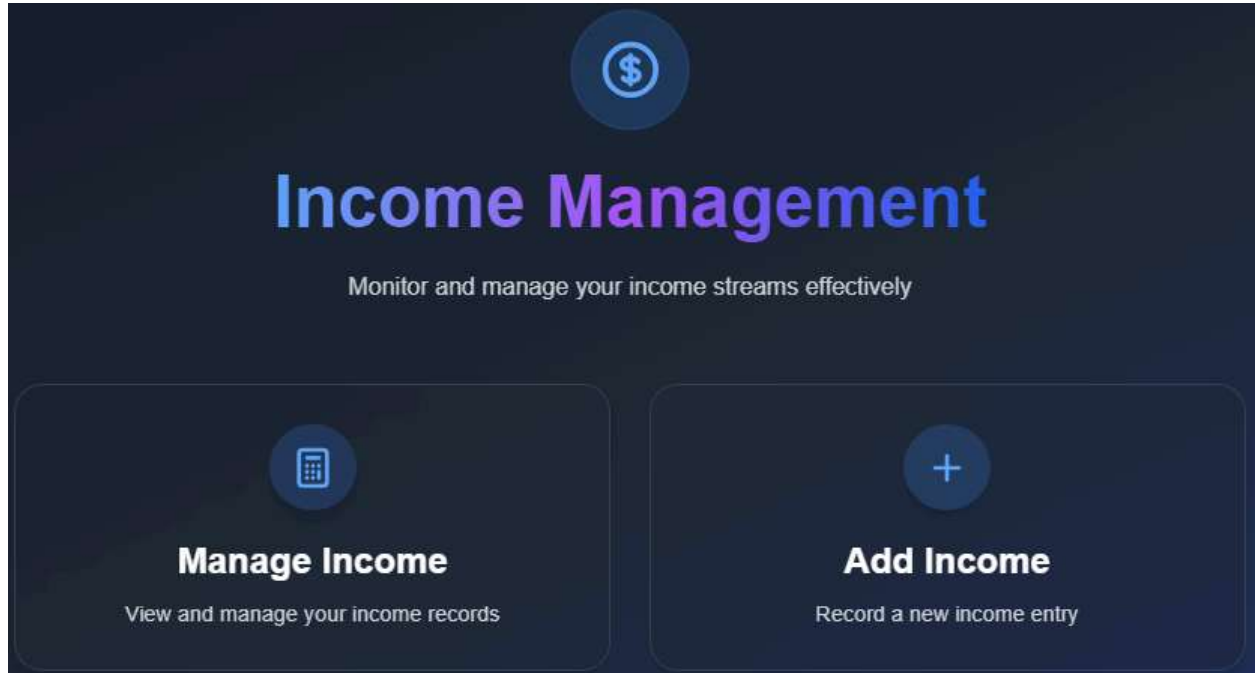 Income Management
Monitor and manage your income streams effectively
Manage Income
View and manage your income records
Add Income
Record a new income entry